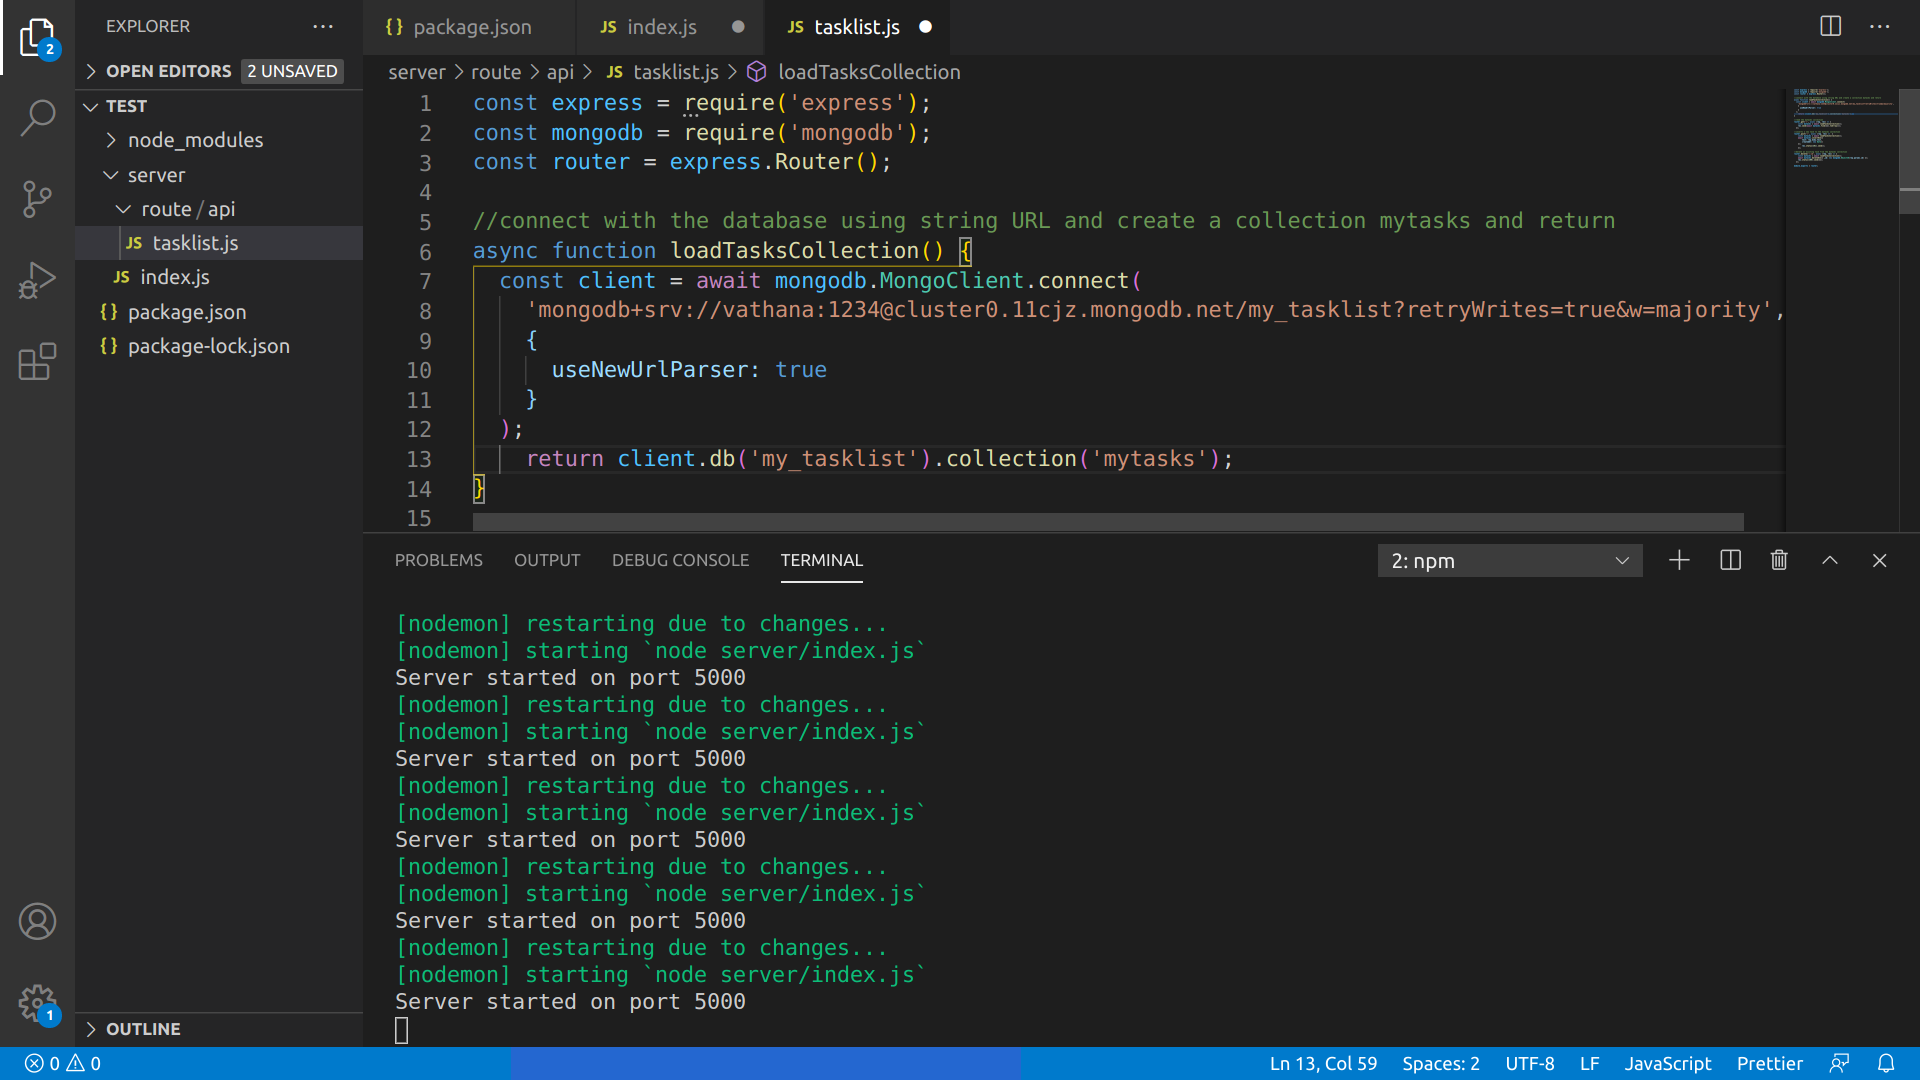 EXPLORER
OPEN EDITORS 2 UNSAVED
TEST
node_modules
server
route / api
JS tasklist.js
JS index.js
{} package.json
{} package-lock.json
OUTLINE
2
1
{} package.json JS index.js JS tasklist.js
server > route > api > JS tasklist.js > loadTasksCollection
1 const express = require('express');
2 const mongodb = require('mongodb');
3 const router = express.Router();
4
5 //connect with the database using string URL and create a collection mytasks and return
6 async function loadTasksCollection() {
7 const client = await mongodb.MongoClient.connect(
8 'mongodb+srv://vathana:1234@cluster0.11cjz.mongodb.net/my_tasklist?retryWrites=true&w=majority',
9 {
10 useNewUrlParser: true
11 }
12 );
13 return client.db('my_tasklist').collection('mytasks');
14 }
15
PROBLEMS OUTPUT DEBUG CONSOLE TERMINAL 2: npm
[nodemon] restarting due to changes...
[nodemon] starting `node server/index.js`
Server started on port 5000
[nodemon] restarting due to changes...
[nodemon] starting `node server/index.js`
Server started on port 5000
[nodemon] restarting due to changes...
[nodemon] starting `node server/index.js`
Server started on port 5000
[nodemon] restarting due to changes...
[nodemon] starting `node server/index.js`
Server started on port 5000
[nodemon] restarting due to changes...
[nodemon] starting `node server/index.js`
Server started on port 5000
0 0 Ln 13, Col 59 Spaces: 2 UTF-8 LF JavaScript Prettier